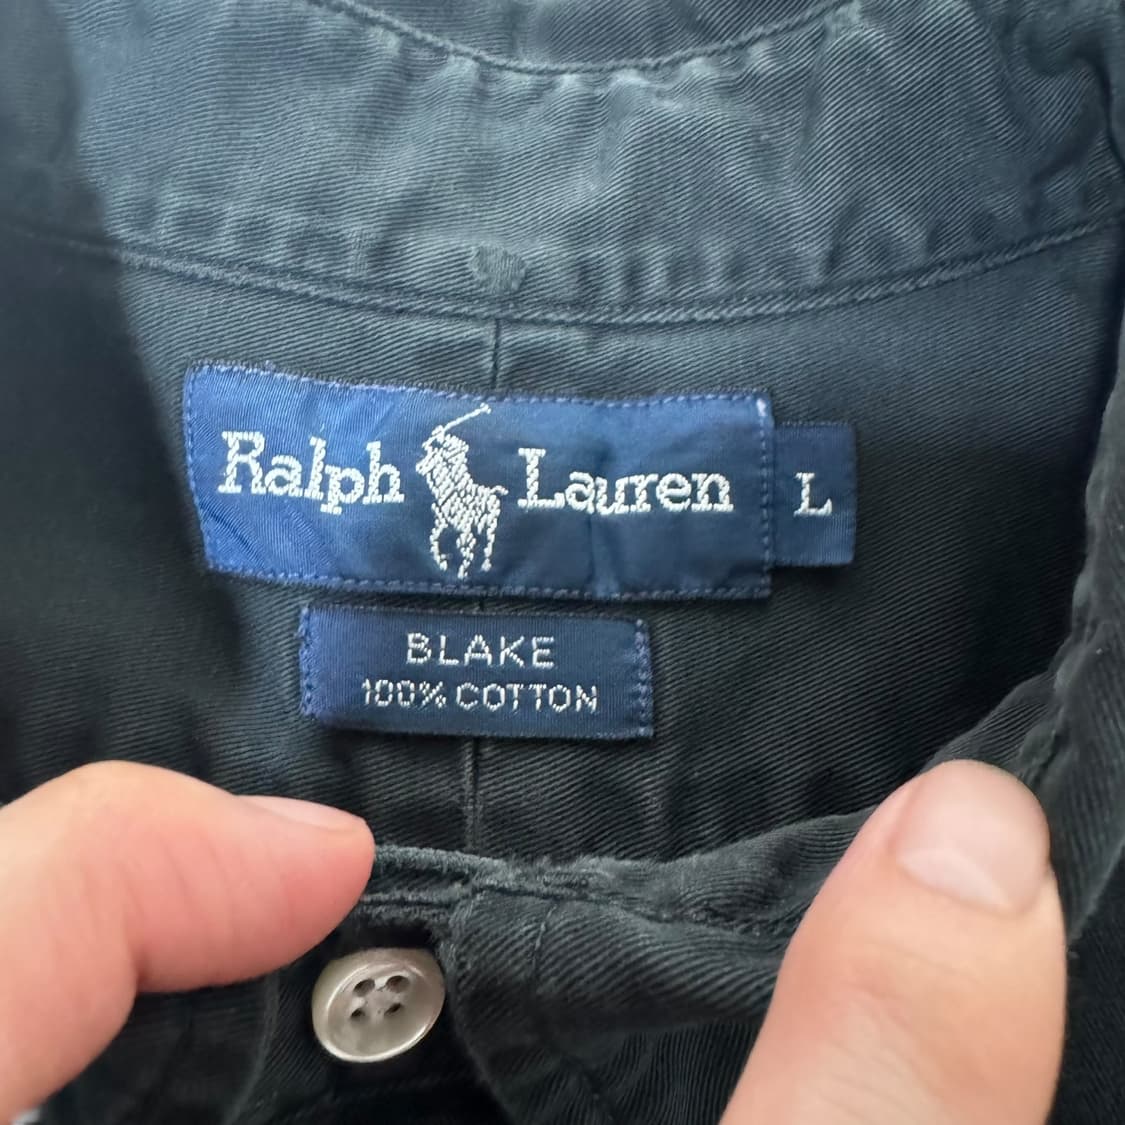 Ralph Lauren
L
BLAKE
100% COTTON